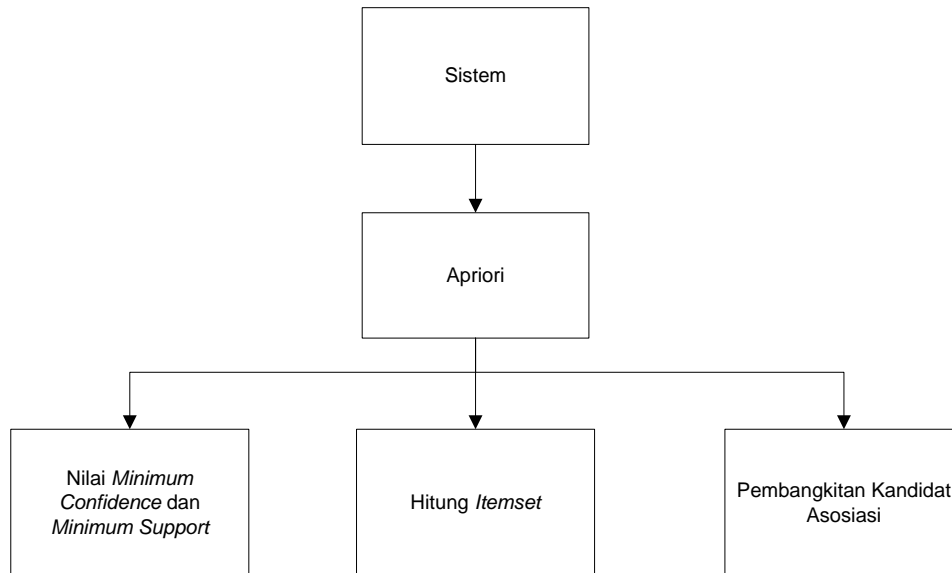 Sistem
Apriori
Nilai Minimum
Confidence dan
Minimum Support
Hitung Itemset
Pembangkitan Kandidat
Asosiasi